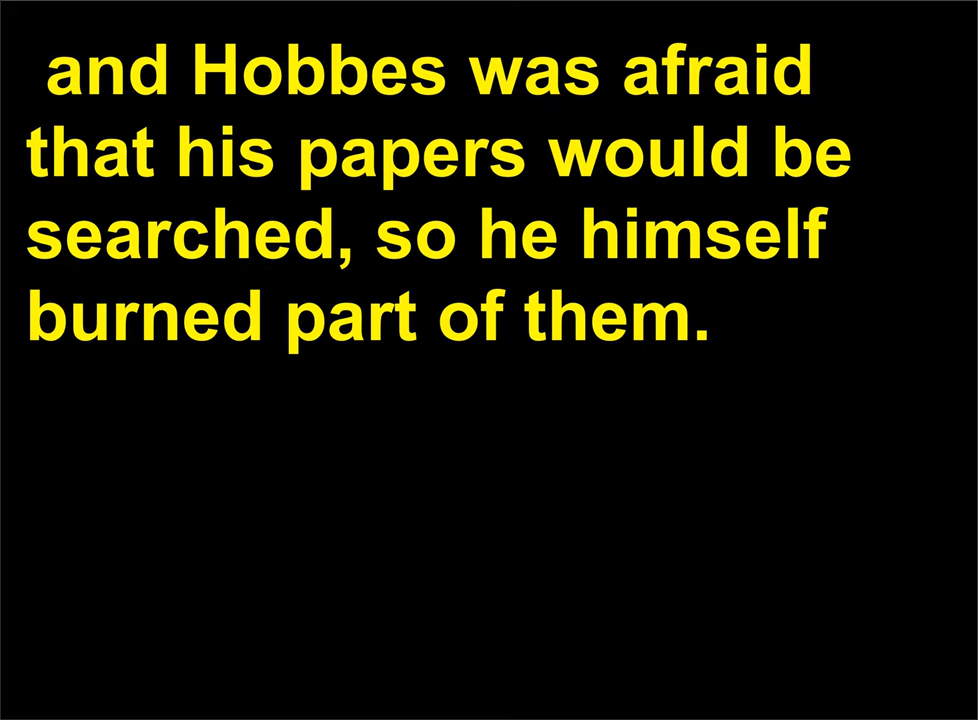 and Hobbes was afraid
that his papers would be
searched, so he himself
burned part of them.